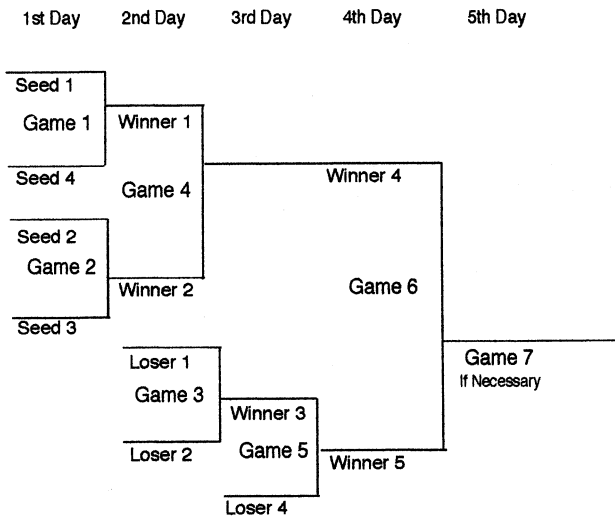 1st Day 2nd Day 3rd Day 4th Day 5th Day
Seed 1
Game 1
Seed 4
Winner 1
Game 4
Winner 2
Seed 2
Game 2
Seed 3
Winner 4
Game 6
Loser 1
Game 3
Loser 2
Winner 3
Game 5
Loser 4
Winner 5
Game 7
If Necessary